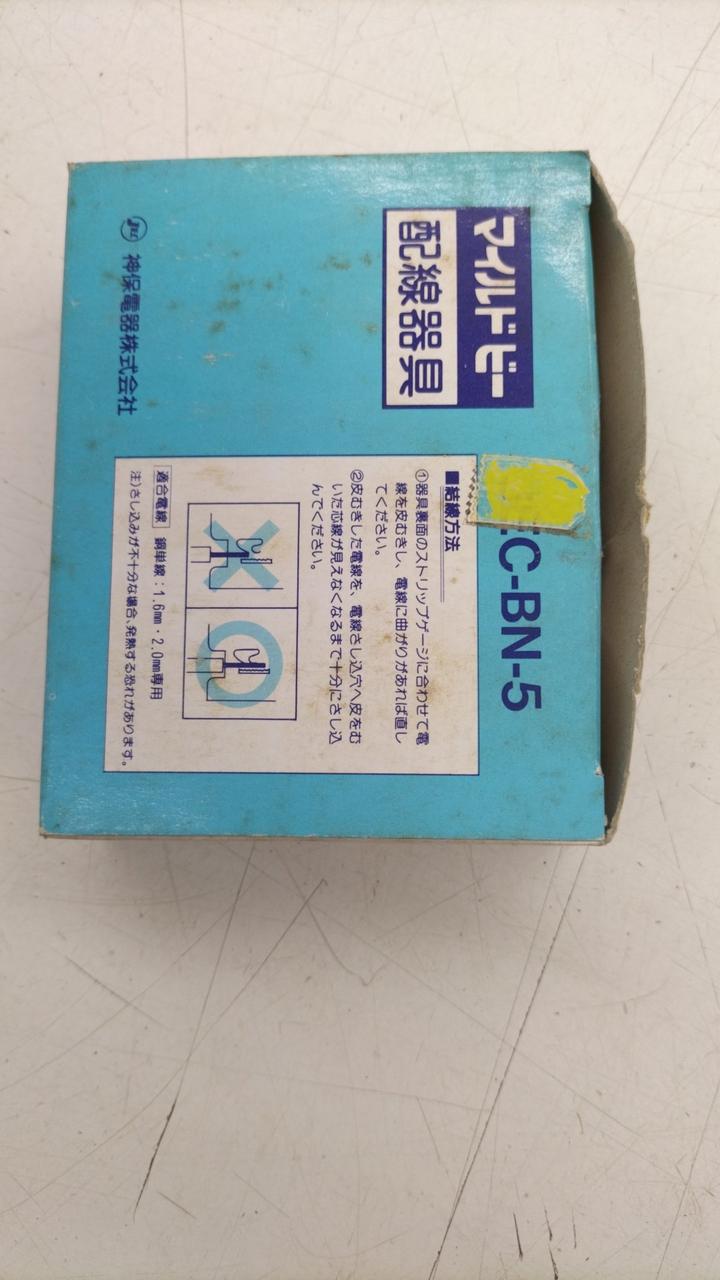 マイルドビー
配線器具
C-BN-5
■結線方法
①器具裏面のストリップゲージに合わせて電
線を皮むきし、電線に曲がりがあれば直し
てください。
②皮むきした電線を、電線さし込穴へ皮をむ
いた芯線が見えなくなるまで十分にさし込
んでください。
適合電線 銅単線：1.6mm・2.0mm専用
注)さし込みが不十分な場合、発熱する恐れがあります。
神保電器株式会社